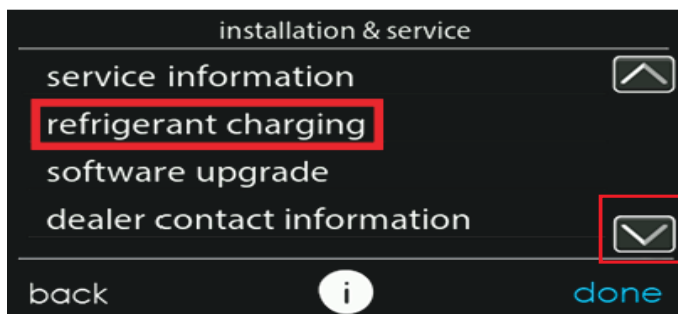 installation & service
service information
refrigerant charging
software upgrade
dealer contact information
back i done